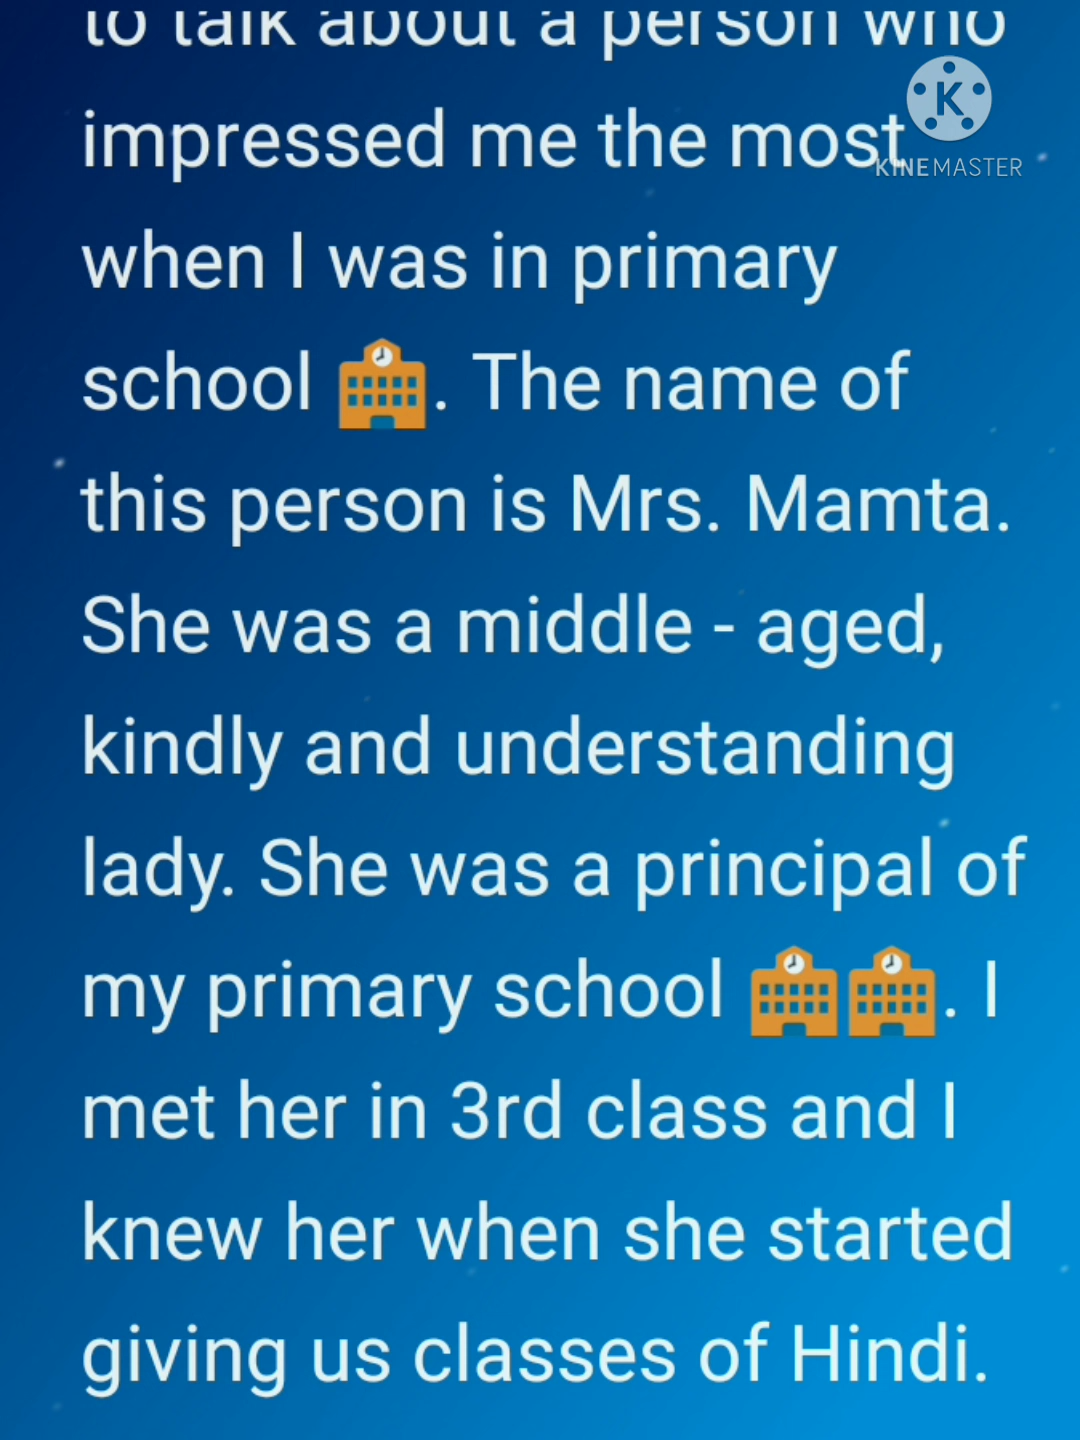 to talk about a person who
impressed me the most
KINEMASTER
when I was in primary
school 🏫. The name of
this person is Mrs. Mamta.
She was a middle - aged,
kindly and understanding
lady. She was a principal of
my primary school 🏫🏫. I
met her in 3rd class and I
knew her when she started
giving us classes of Hindi.